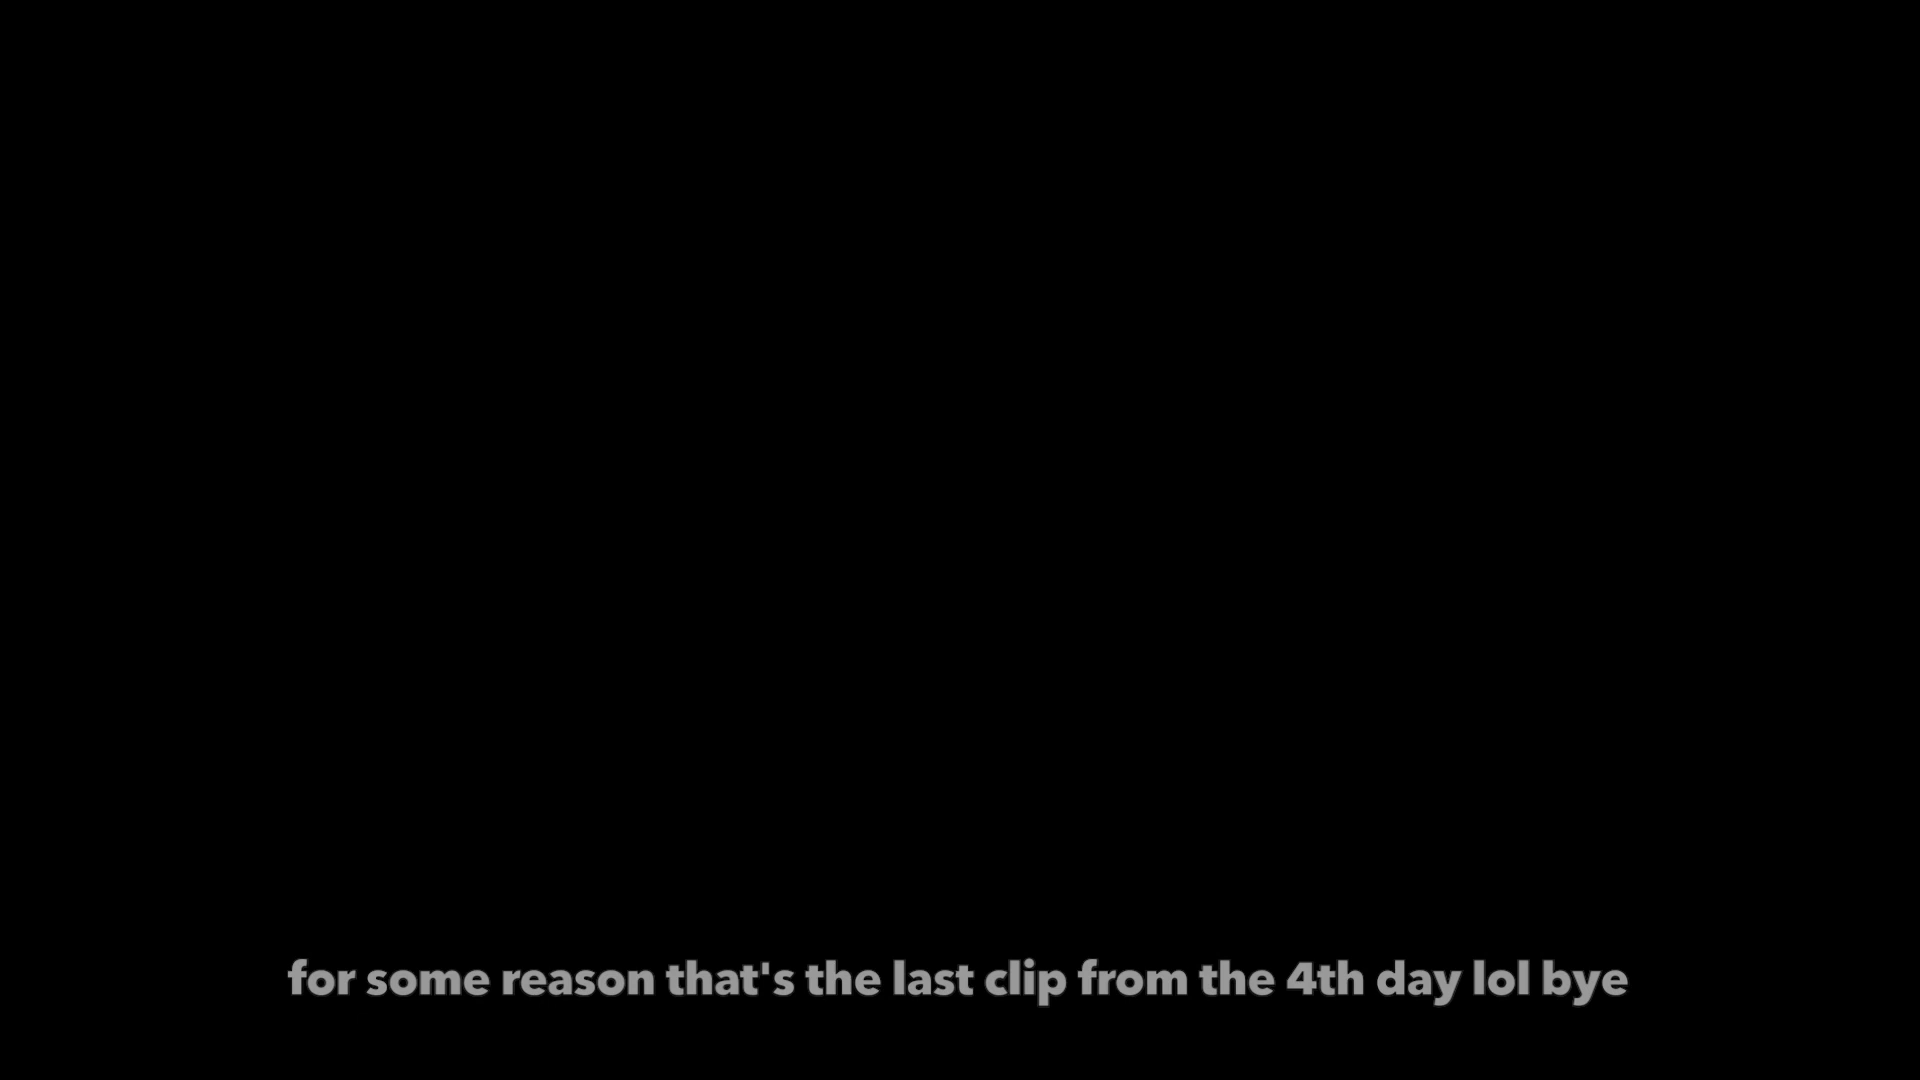 for some reason that's the last clip from the 4th day lol bye